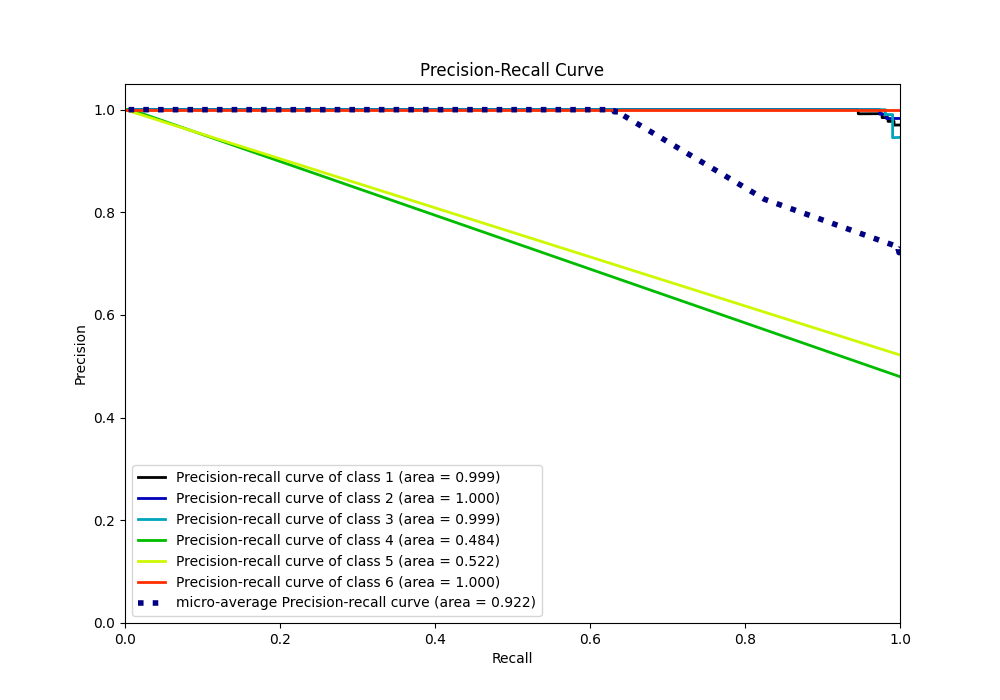 Precision-Recall Curve
1.0
0.8
0.6
0.4
0.2
0.0
Precision
Precision-recall curve of class 1 (area = 0.999)
Precision-recall curve of class 2 (area = 1.000)
Precision-recall curve of class 3 (area = 0.999)
Precision-recall curve of class 4 (area = 0.484)
Precision-recall curve of class 5 (area = 0.522)
Precision-recall curve of class 6 (area = 1.000)
micro-average Precision-recall curve (area = 0.922)
0.0 0.2 0.4 0.6 0.8 1.0
Recall